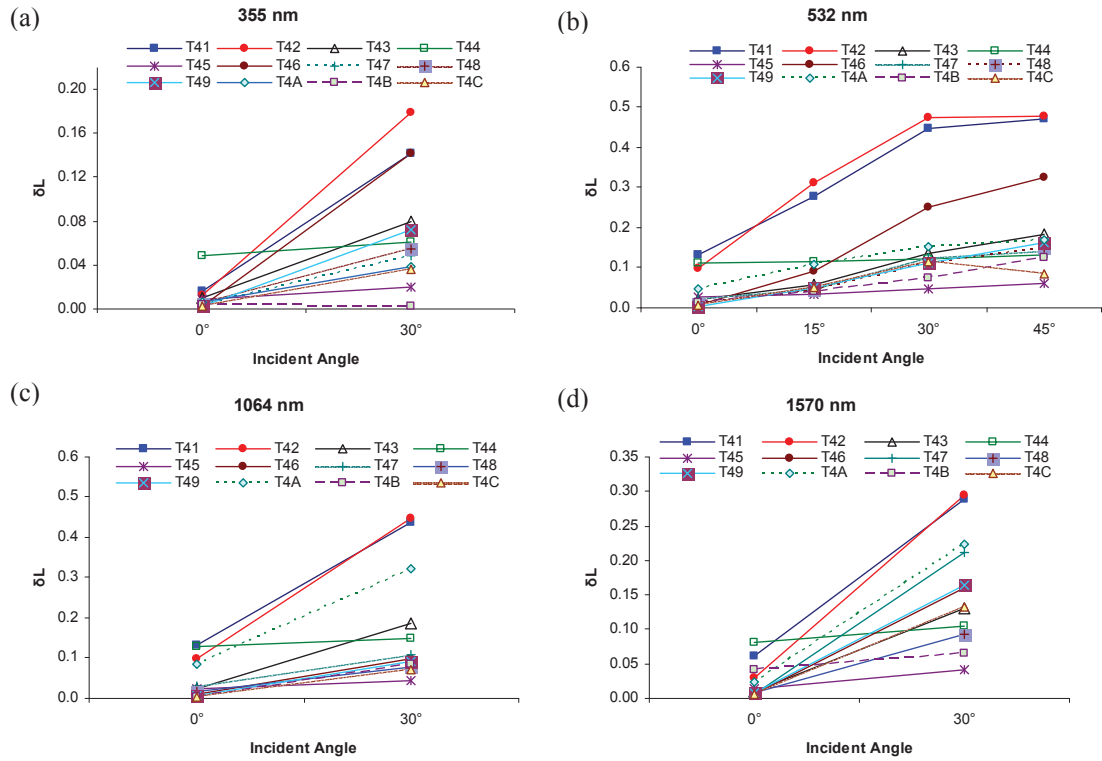 (a)
355 nm
T41 T42 T43 T44
T45 T46 T47 T48
T49 T4A T4B T4C
0.20
0.16
0.12
0.08
0.04
0.00
δL
0° 30°
Incident Angle
(b)
532 nm
T41 T42 T43 T44
T45 T46 T47 T48
T49 T4A T4B T4C
0.6
0.5
0.4
0.3
0.2
0.1
0.0
δL
0° 15° 30° 45°
Incident Angle
(c)
1064 nm
T41 T42 T43 T44
T45 T46 T47 T48
T49 T4A T4B T4C
0.6
0.5
0.4
0.3
0.2
0.1
0.0
δL
0° 30°
Incident Angle
(d)
1570 nm
T41 T42 T43 T44
T45 T46 T47 T48
T49 T4A T4B T4C
0.35
0.30
0.25
0.20
0.15
0.10
0.05
0.00
δL
0° 30°
Incident Angle